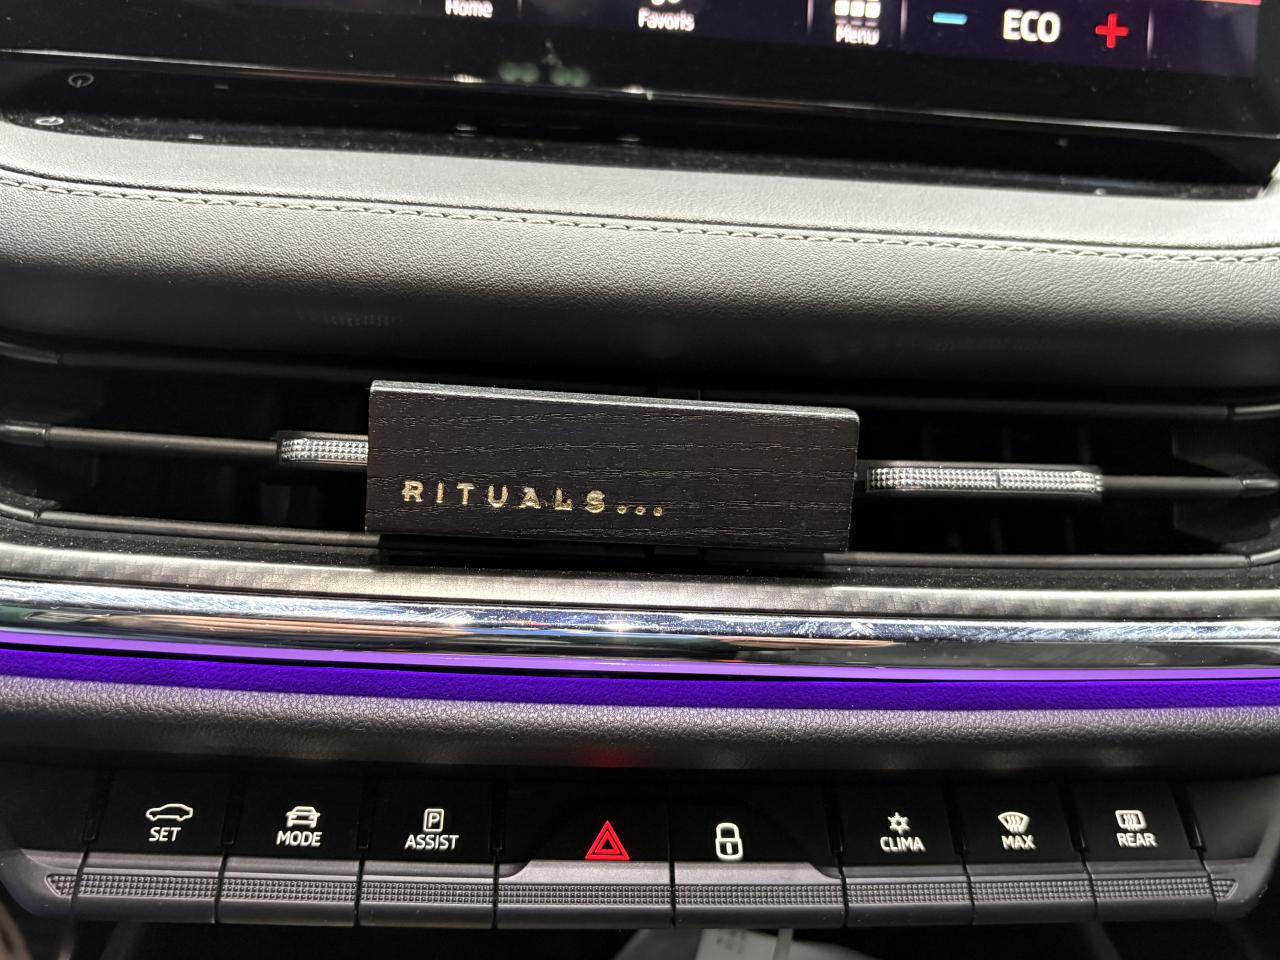 Home
Favoris
Menu
ECO
RITUALS...
SET
MODE
P
ASSIST
CLIMA
MAX
REAR